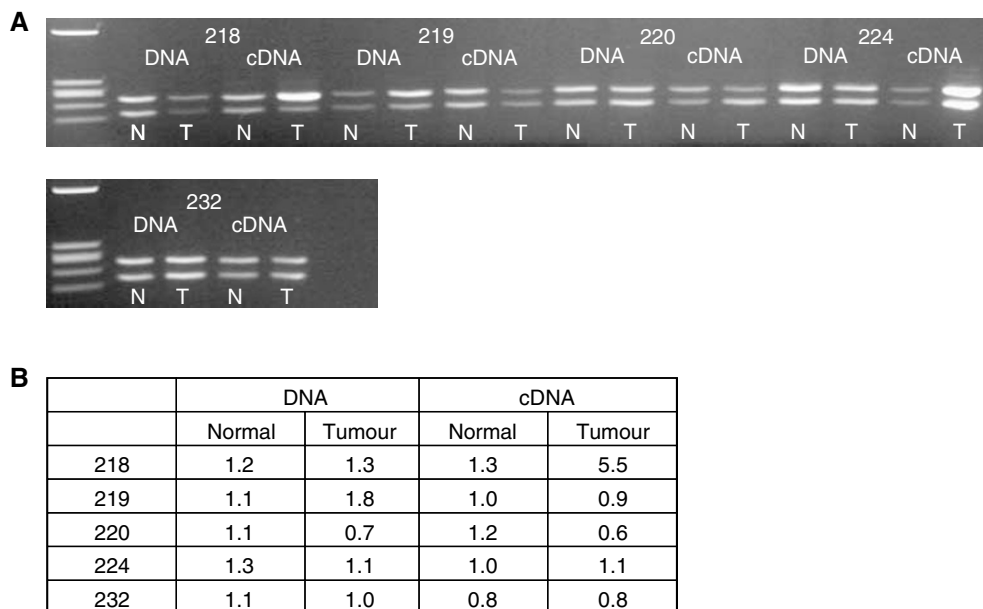 A
218 219 220 224
DNA cDNA DNA cDNA DNA cDNA DNA cDNA
N T N T N T N T N T N T N T N T
232
DNA cDNA
N T N T
B
DNA cDNA
Normal Tumour Normal Tumour
218 1.2 1.3 1.3 5.5
219 1.1 1.8 1.0 0.9
220 1.1 0.7 1.2 0.6
224 1.3 1.1 1.0 1.1
232 1.1 1.0 0.8 0.8